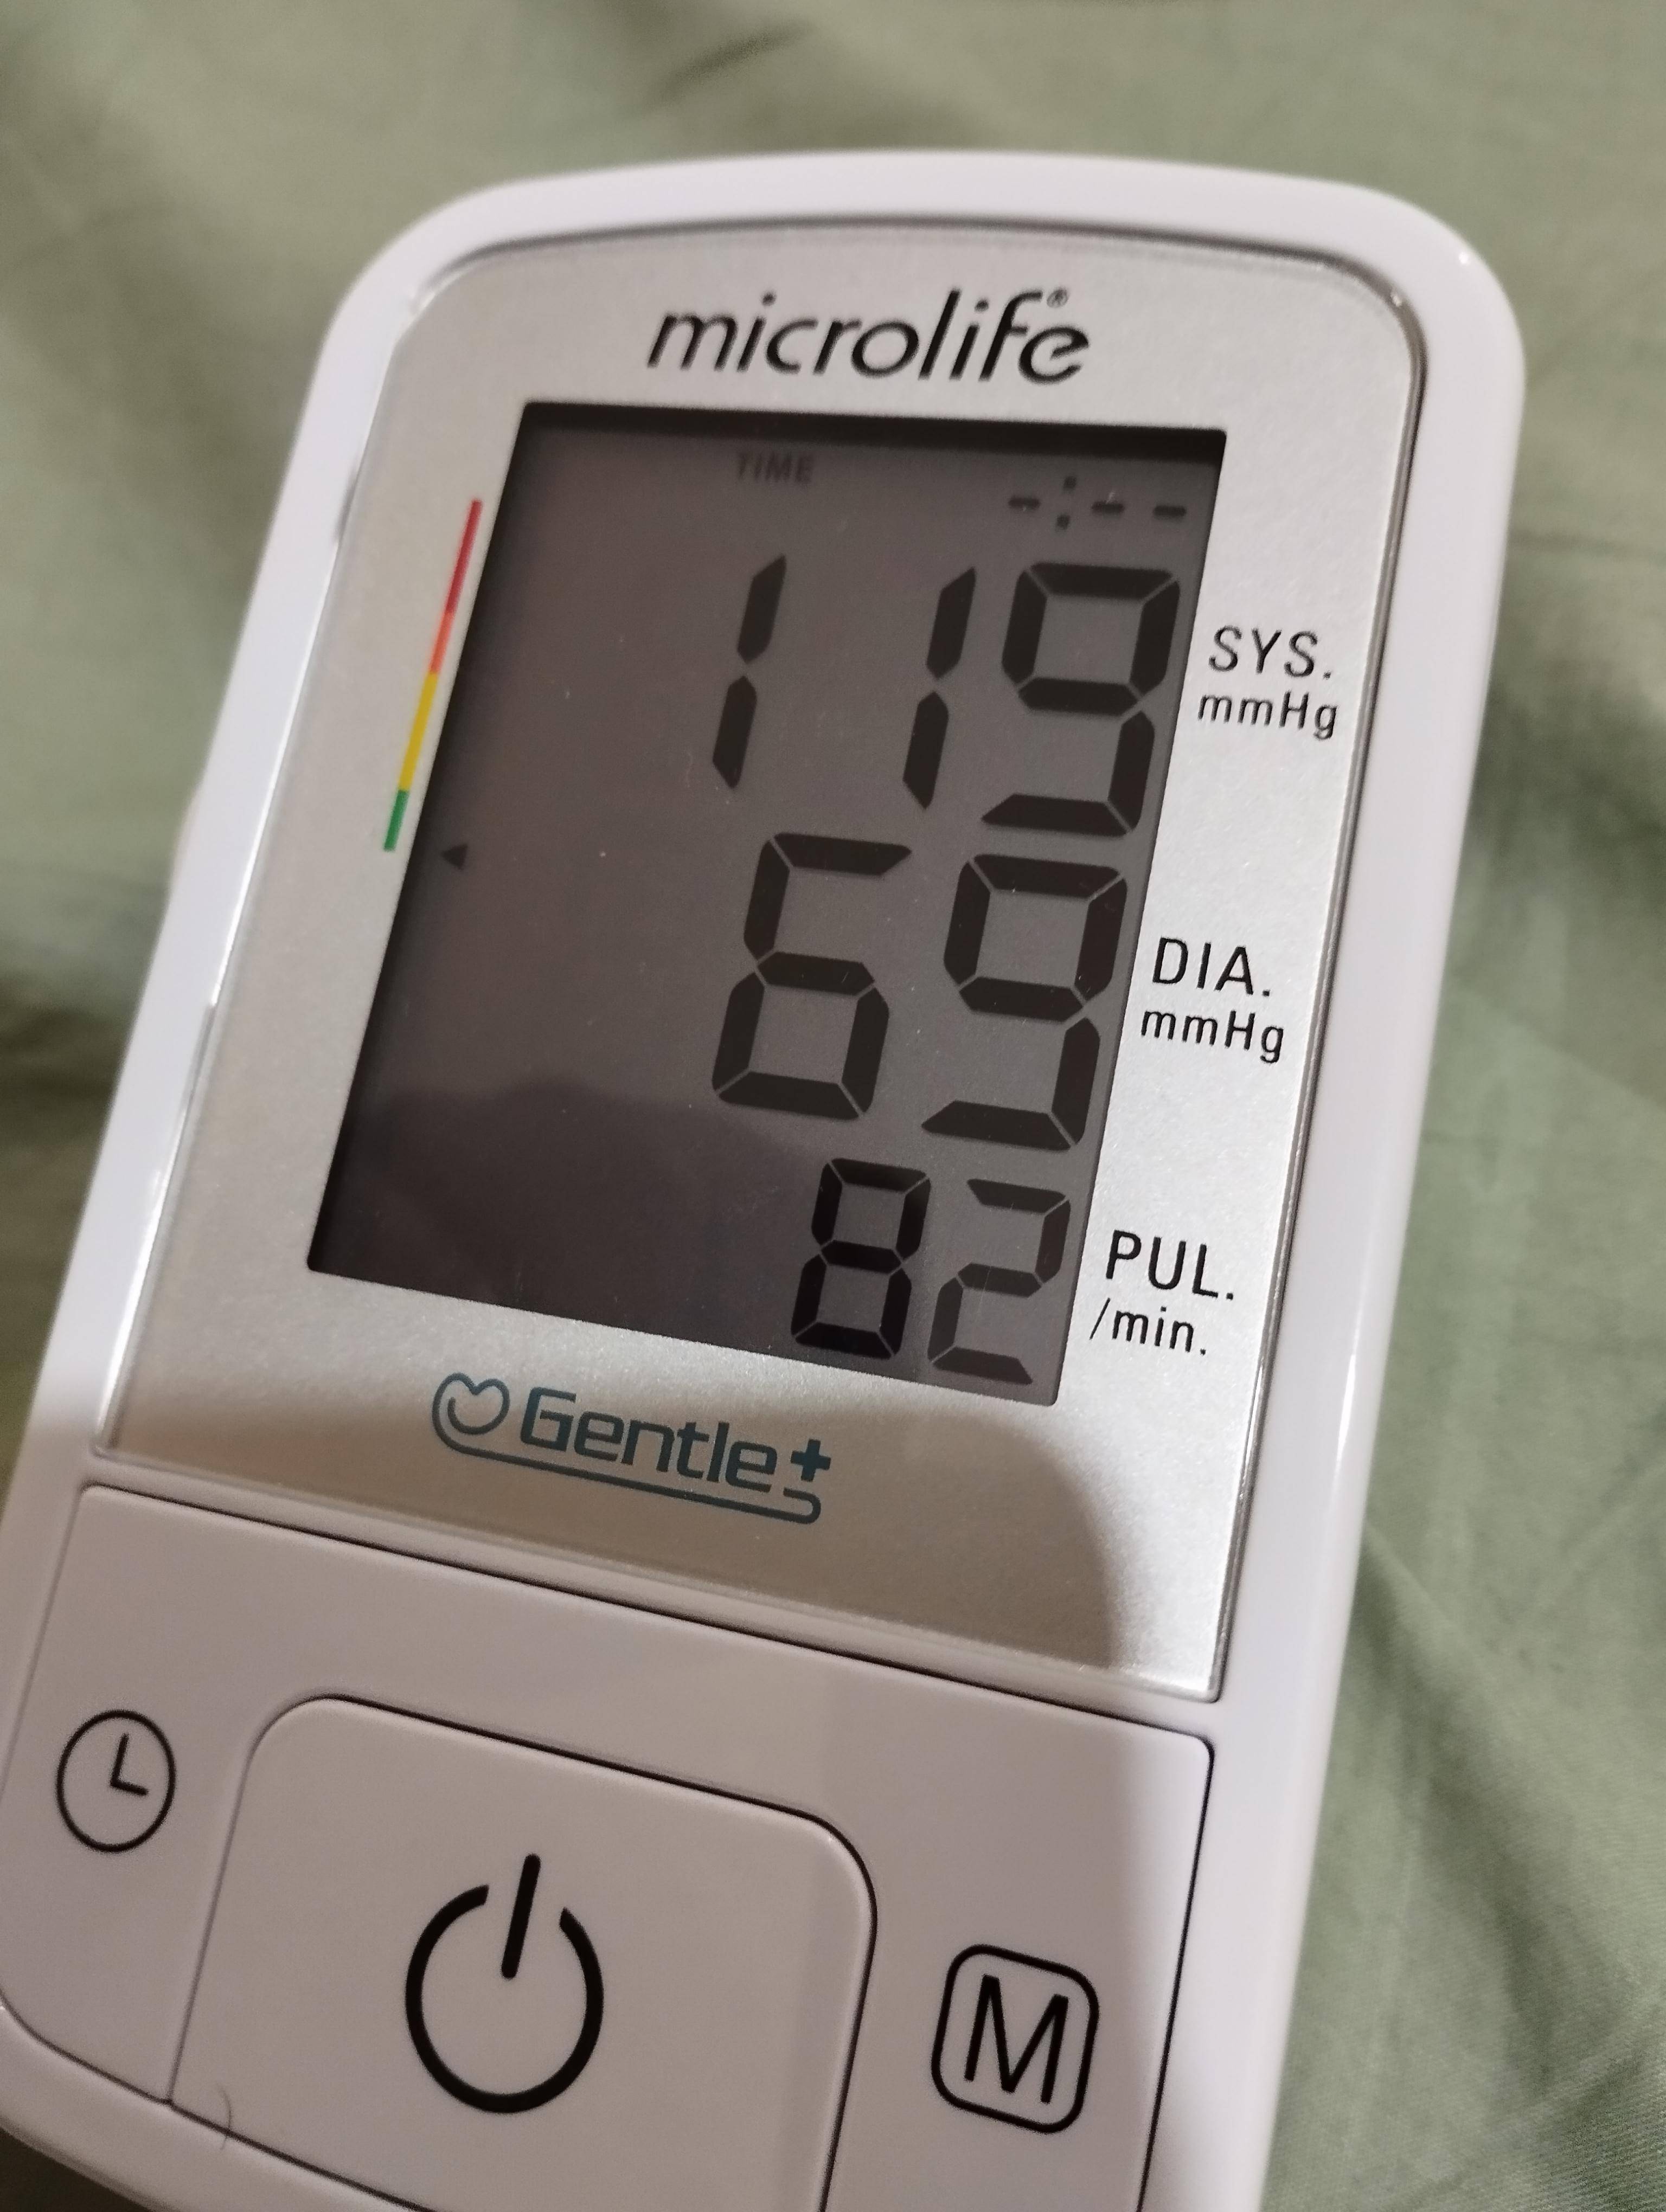 microlife®
TIME
-:--
119
SYS.
mmHg
69
DIA.
mmHg
82
PUL.
/min.
Gentle+
M